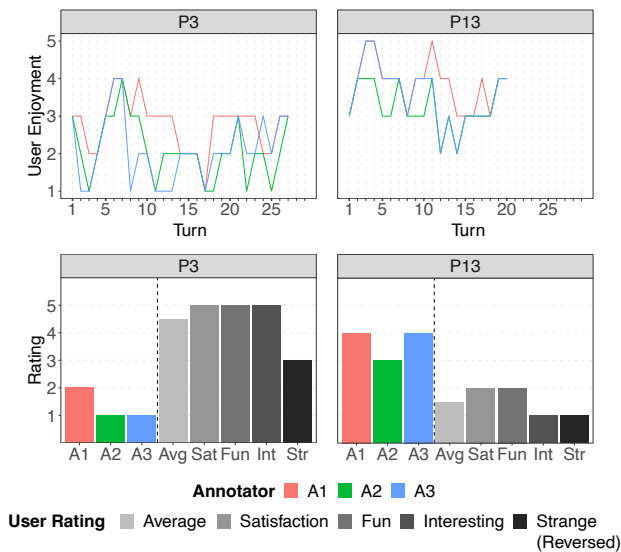 P3 P13
User Enjoyment
5
4
3
2
1
1 5 10 15 20 25 1 5 10 15 20 25
Turn Turn
P3 P13
Rating
5
4
3
2
1
A1 A2 A3 Avg Sat Fun Int Str A1 A2 A3 Avg Sat Fun Int Str
Annotator A1 A2 A3
User Rating Average Satisfaction Fun Interesting Strange
(Reversed)